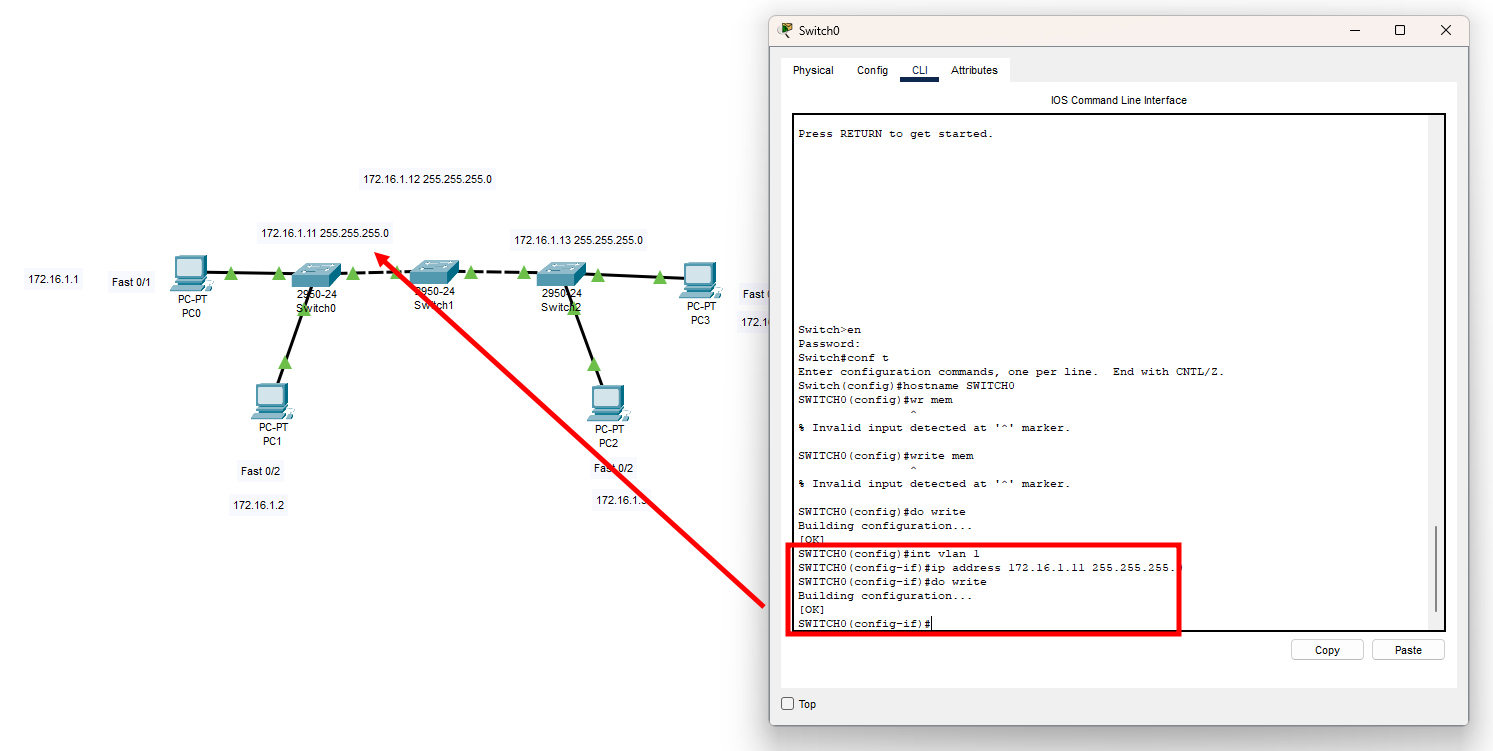 Switch0
Physical Config CLI Attributes
IOS Command Line Interface
Press RETURN to get started.
Switch>en
Password:
Switch#conf t
Enter configuration commands, one per line.  End with CNTL/Z.
Switch(config)#hostname SWITCH0
SWITCH0(config)#wr mem
^
% Invalid input detected at '^' marker.
SWITCH0(config)#write mem
^
% Invalid input detected at '^' marker.
SWITCH0(config)#do write
Building configuration...
[OK]
SWITCH0(config)#int vlan 1
SWITCH0(config-if)#ip address 172.16.1.11 255.255.255.
SWITCH0(config-if)#do write
Building configuration...
[OK]
SWITCH0(config-if)#
Copy Paste
Top
172.16.1.12 255.255.255.0
172.16.1.11 255.255.255.0
172.16.1.13 255.255.255.0
172.16.1.1
Fast 0/1
PC-PT
PC0
2950-24
Switch0
2950-24
Switch1
2950-24
Switch2
PC-PT
PC3
Fast
PC-PT
PC1
PC-PT
PC2
Fast 0/2
Fast 0/2
172.16.1.2
172.16.1.